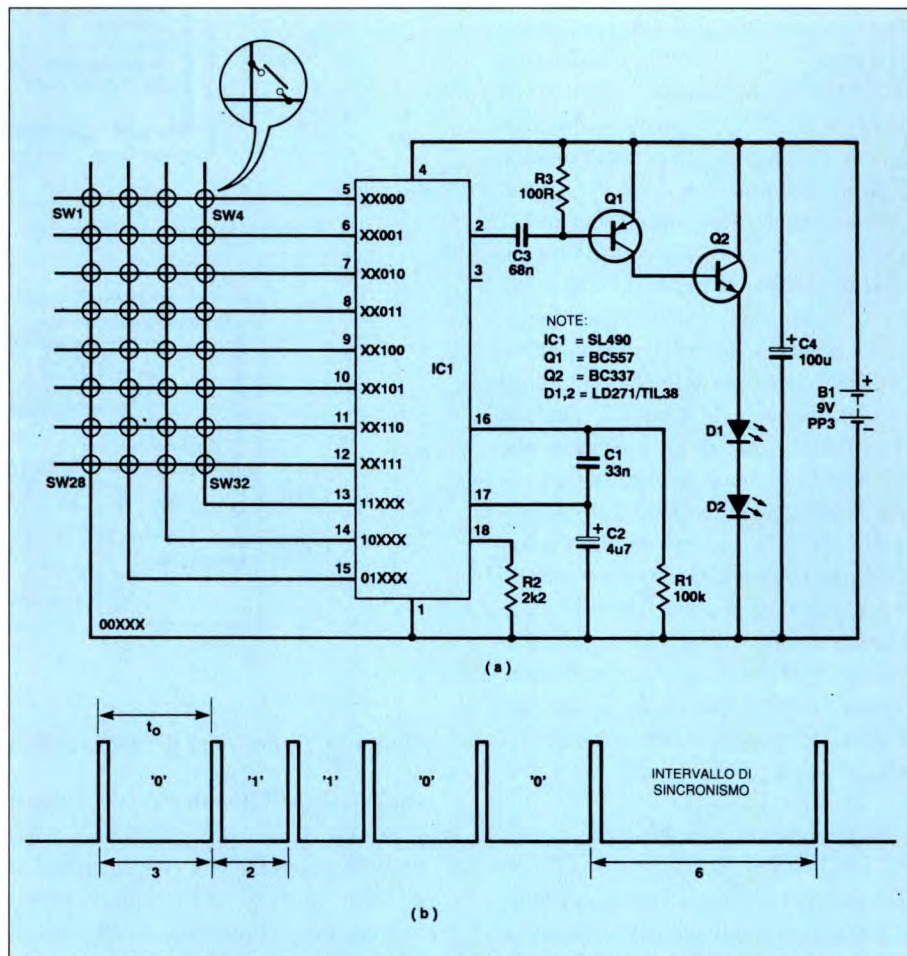 SW1
SW4
SW28
SW32
5 XX000
6 XX001
7 XX010
8 XX011
9 XX100
10 XX101
11 XX110
12 XX111
13 11XXX
14 10XXX
15 01XXX
00XXX
IC1
4
2
3
16
17
18
1
R3
100R
C3
68n
Q1
Q2
NOTE:
IC1 = SL490
Q1 = BC557
Q2 = BC337
D1,2 = LD271/TIL38
C1
33n
+
C2
4u7
R2
2k2
R1
100k
D1
D2
+
C4
100u
+
B1
9V
PP3
-
(a)
to
'0' '1' '1' '0' '0'
INTERVALLO DI
SINCRONISMO
3 2 6
(b)